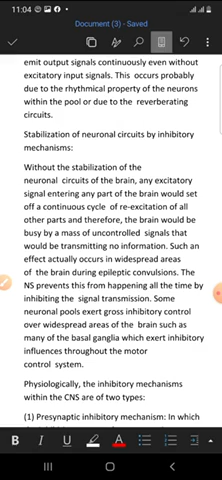 11:04
Document (3) - Saved
emit output signals continuously even without
excitatory input signals. This occurs probably
due to the rhythmical property of the neurons
within the pool or due to the reverberating
circuits.
Stabilization of neuronal circuits by inhibitory
mechanisms:
Without the stabilization of the
neuronal circuits of the brain, any excitatory
signal entering any part of the brain would set
off a continuous cycle of re-excitation of all
other parts and therefore, the brain would be
busy by a mass of uncontrolled signals that
would be transmitting no information. Such an
effect actually occurs in widespread areas
of the brain during epileptic convulsions. The
NS prevents this from happening all the time by
inhibiting the signal transmission. Some
neuronal pools exert gross inhibitory control
over widespread areas of the brain such as
many of the basal ganglia which exert inhibitory
influences throughout the motor
control system.
Physiologically, the inhibitory mechanisms
within the CNS are of two types:
(1) Presynaptic inhibitory mechanism: In which
B I U A